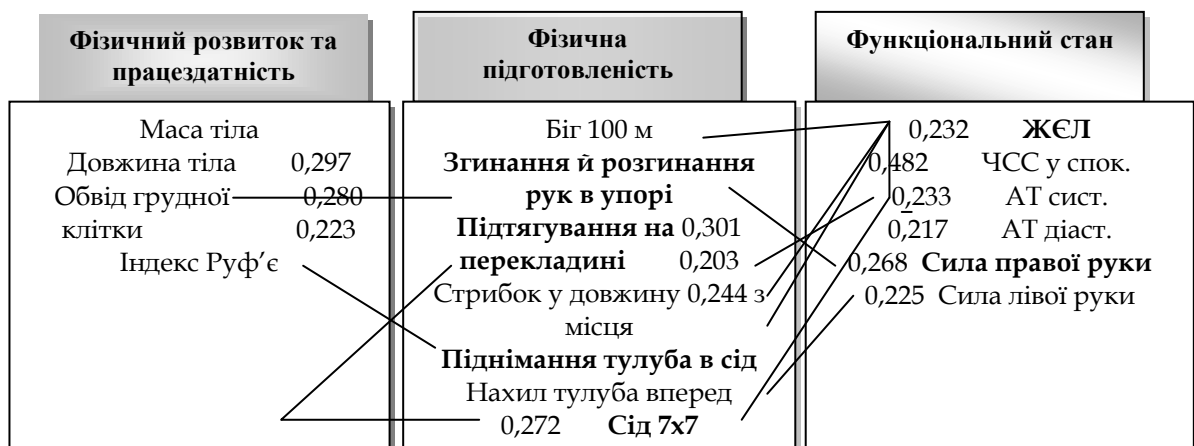 Фізичний розвиток та
працездатність
Маса тіла
Довжина тіла 0,297
Обвід грудної 0,280
клітки 0,223
Індекс Руф’є
Фізична
підготовленість
Біг 100 м
Згинання й розгинання
рук в упорі
Підтягування на 0,301
перекладині 0,203
Стрибок у довжину 0,244 з
місця
Піднімання тулуба в сід
Нахил тулуба вперед
0,272 Сід 7х7
Функціональний стан
0,232 ЖЄЛ
0,482 ЧСС у спок.
0,233 АТ сист.
0,217 АТ діаст.
0,268 Сила правої руки
0,225 Сила лівої руки